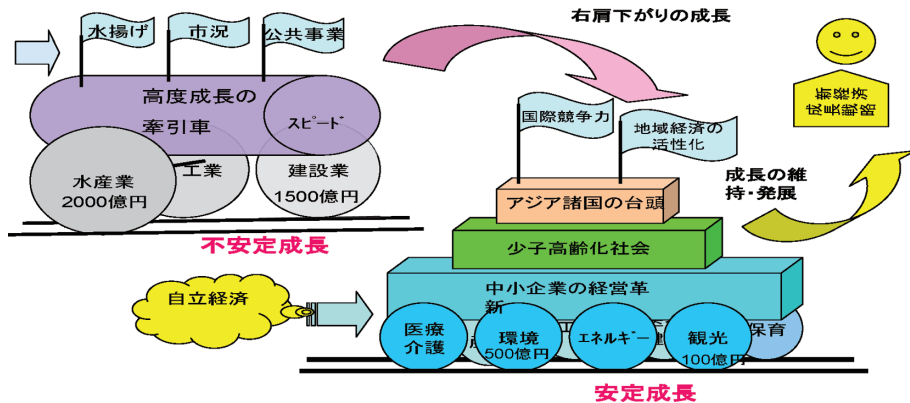 水揚げ
市況
公共事業
高度成長の
牽引車
スピード
水産業
2000億円
工業
建設業
1500億円
不安定成長
右肩下がりの成長
国際競争力
地域経済の
活性化
新経済
成長戦略
成長の維
持・発展
アジア諸国の台頭
少子高齢化社会
中小企業の経営革
新
自立経済
医療
介護
環境
500億円
エネルギー
観光
100億円
保育
安定成長